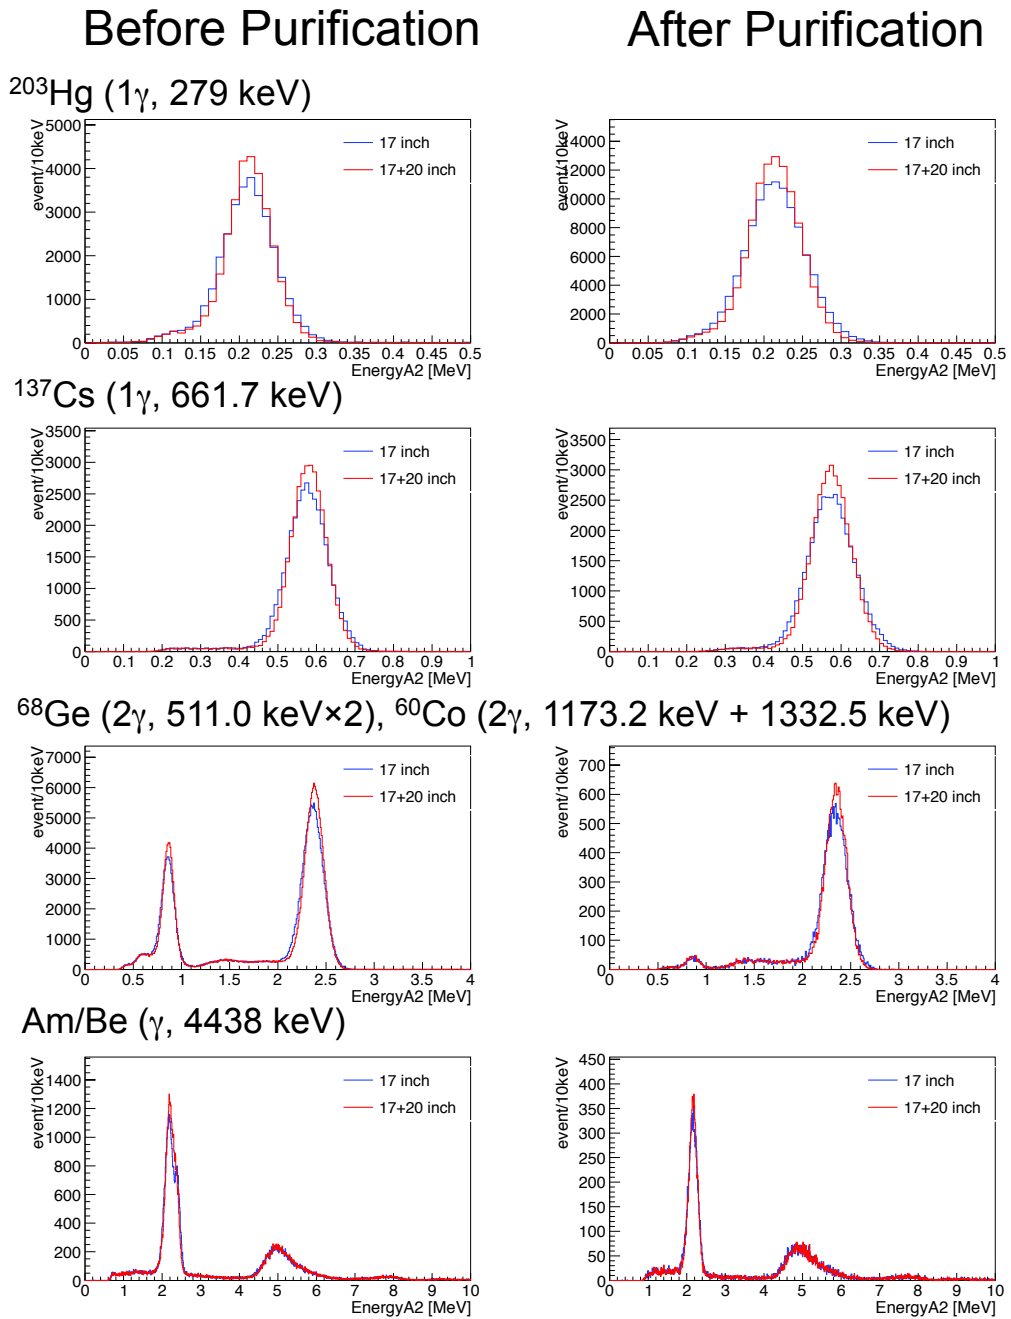 Before Purification After Purification
²⁰³Hg (1γ, 279 keV)
event/10keV
5000
4000
3000
2000
1000
0
17 inch
17+20 inch
0 0.05 0.1 0.15 0.2 0.25 0.3 0.35 0.4 0.45 0.5
EnergyA2 [MeV]
event/10keV
14000
12000
10000
8000
6000
4000
2000
0
17 inch
17+20 inch
0 0.05 0.1 0.15 0.2 0.25 0.3 0.35 0.4 0.45 0.5
EnergyA2 [MeV]
¹³⁷Cs (1γ, 661.7 keV)
event/10keV
3500
3000
2500
2000
1500
1000
500
0
17 inch
17+20 inch
0 0.1 0.2 0.3 0.4 0.5 0.6 0.7 0.8 0.9 1
EnergyA2 [MeV]
event/10keV
3500
3000
2500
2000
1500
1000
500
0
17 inch
17+20 inch
0 0.1 0.2 0.3 0.4 0.5 0.6 0.7 0.8 0.9 1
EnergyA2 [MeV]
⁶⁸Ge (2γ, 511.0 keV×2), ⁶⁰Co (2γ, 1173.2 keV + 1332.5 keV)
event/10keV
7000
6000
5000
4000
3000
2000
1000
0
17 inch
17+20 inch
0 0.5 1 1.5 2 2.5 3 3.5 4
EnergyA2 [MeV]
event/10keV
700
600
500
400
300
200
100
0
17 inch
17+20 inch
0 0.5 1 1.5 2 2.5 3 3.5 4
EnergyA2 [MeV]
Am/Be (γ, 4438 keV)
event/10keV
1400
1200
1000
800
600
400
200
0
17 inch
17+20 inch
0 1 2 3 4 5 6 7 8 9 10
EnergyA2 [MeV]
event/10keV
450
400
350
300
250
200
150
100
50
0
17 inch
17+20 inch
0 1 2 3 4 5 6 7 8 9 10
EnergyA2 [MeV]